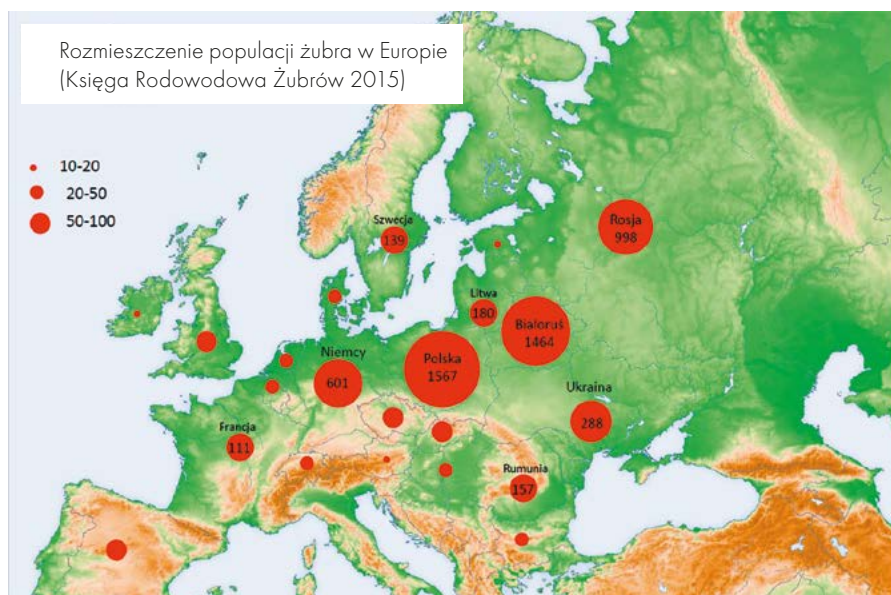 Rozmieszczenie populacji żubra w Europie
(Księga Rodowodowa Żubrów 2015)
10-20
20-50
50-100
Szwecja
139
Rosja
998
Litwa
180
Białoruś
1464
Niemcy
601
Polska
1567
Ukraina
288
Francja
111
Rumunia
157